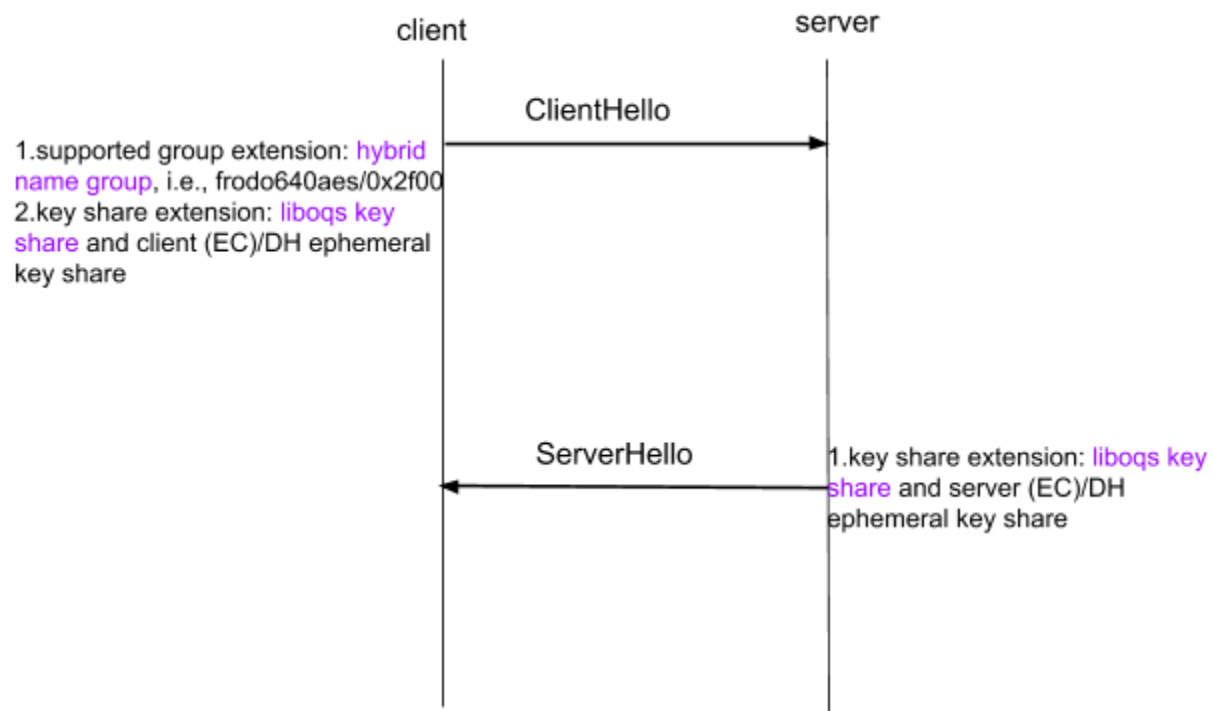 client
server
ClientHello
1.supported group extension: hybrid
name group, i.e., frodo640aes/0x2f00
2.key share extension: liboqs key
share and client (EC)/DH ephemeral
key share
ServerHello
1.key share extension: liboqs key
share and server (EC)/DH
ephemeral key share